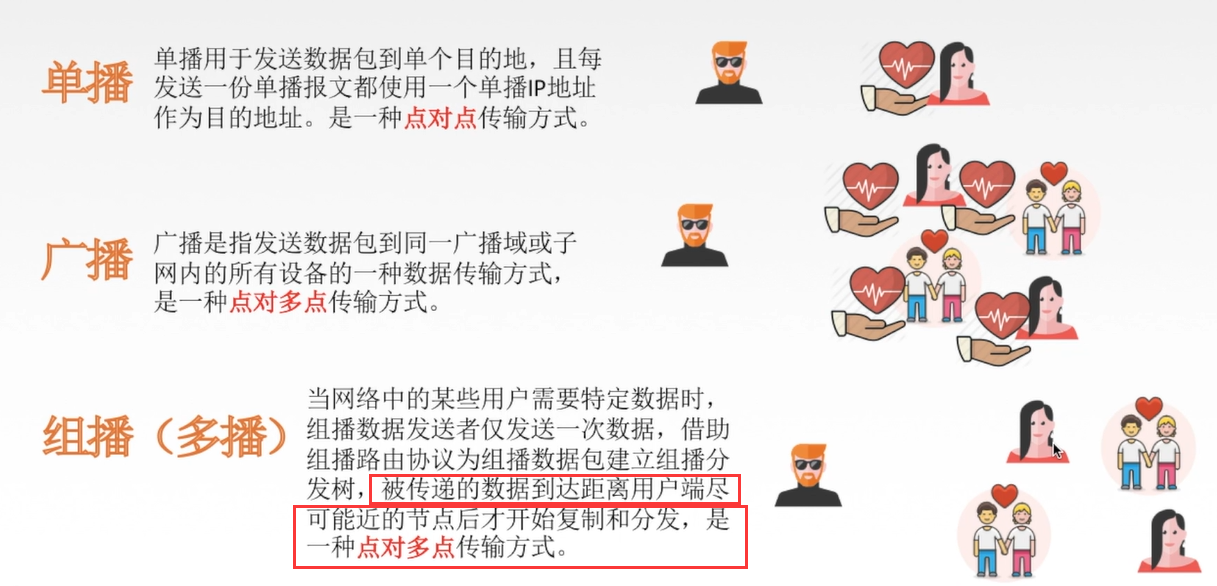 单播
单播用于发送数据包到单个目的地，且每
发送一份单播报文都使用一个单播IP地址
作为目的地址。是一种点对点传输方式。
广播
广播是指发送数据包到同一广播域或子
网内的所有设备的一种数据传输方式，
是一种点对多点传输方式。
组播（多播）
当网络中的某些用户需要特定数据时，
组播数据发送者仅发送一次数据，借助
组播路由协议为组播数据包建立组播分
发树，被传递的数据到达距离用户端尽
可能近的节点后才开始复制和分发，是
一种点对多点传输方式。